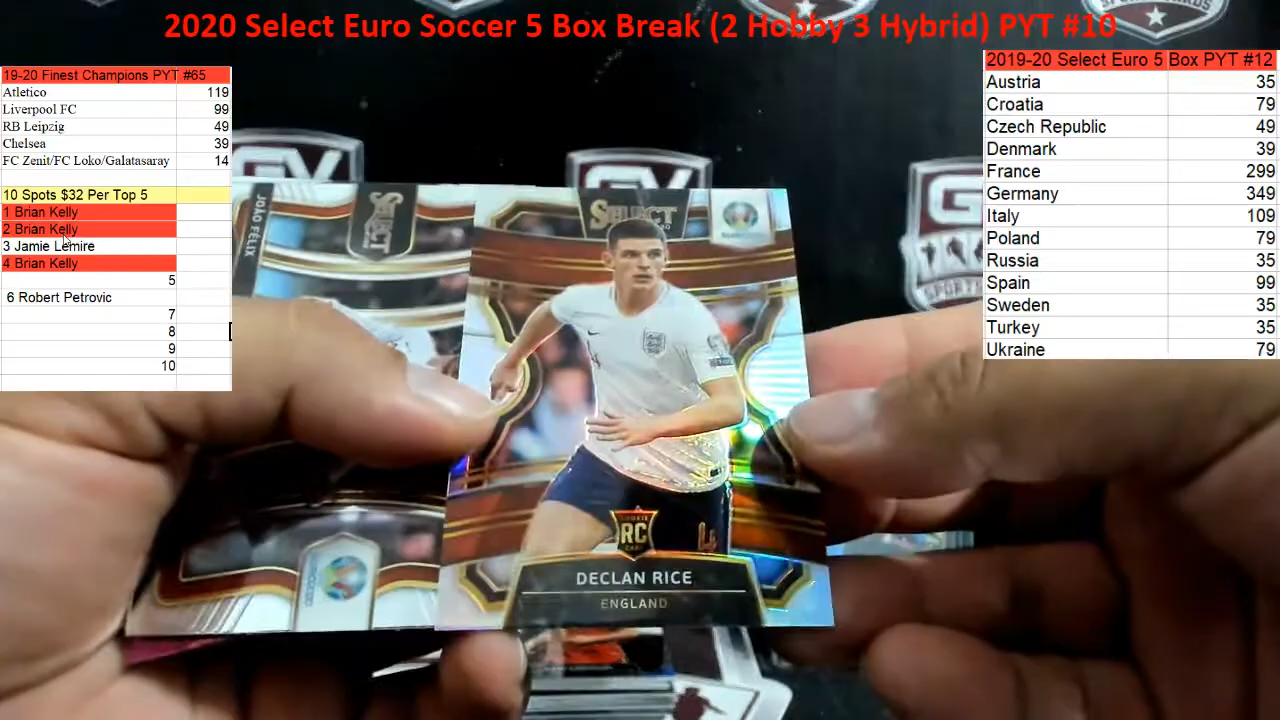 2020 Select Euro Soccer 5 Box Break (2 Hobby 3 Hybrid) PYT #10
19-20 Finest Champions PYT #65
Atletico 119
Liverpool FC 99
RB Leipzig 49
Chelsea 39
FC Zenit/FC Loko/Galatasaray 14
10 Spots $32 Per Top 5
1 Brian Kelly
2 Brian Kelly
3 Jamie Lemire
4 Brian Kelly
5
6 Robert Petrovic
7
8
9
10
2019-20 Select Euro 5 Box PYT #12
Austria 35
Croatia 79
Czech Republic 49
Denmark 39
France 299
Germany 349
Italy 109
Poland 79
Russia 35
Spain 99
Sweden 35
Turkey 35
Ukraine 79
JOÃO FÉLIX
SELECT
SELECT
ROOKIE
RC
CARD
DECLAN RICE
ENGLAND
GV